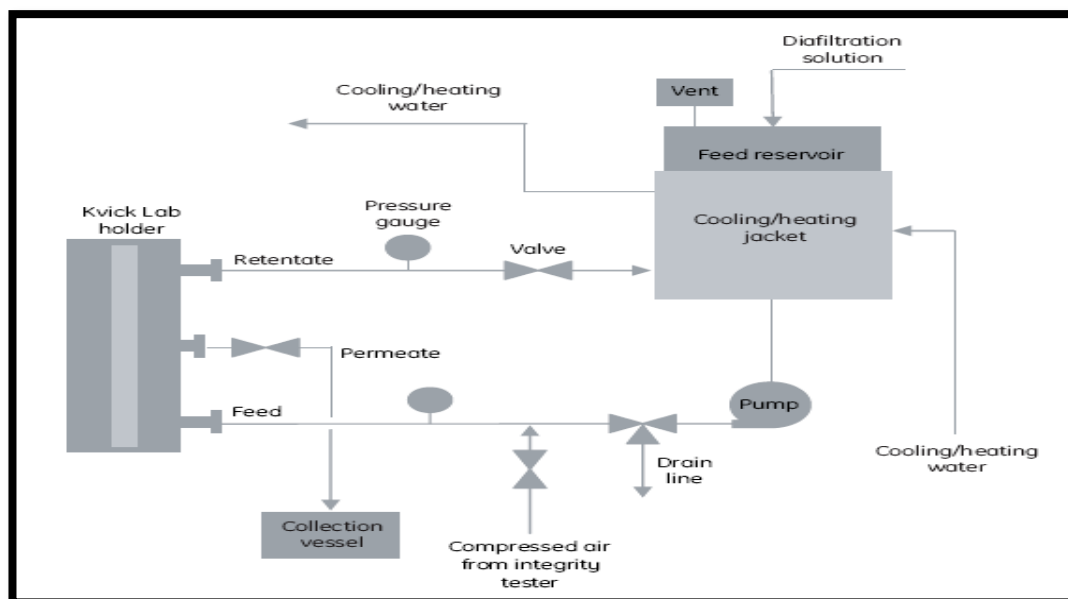 Diafiltration
solution
Cooling/heating
water
Vent
Feed reservoir
Cooling/heating
jacket
Kvick Lab
holder
Pressure
gauge
Valve
Retentate
Permeate
Feed
Pump
Drain
line
Cooling/heating
water
Collection
vessel
Compressed air
from integrity
tester